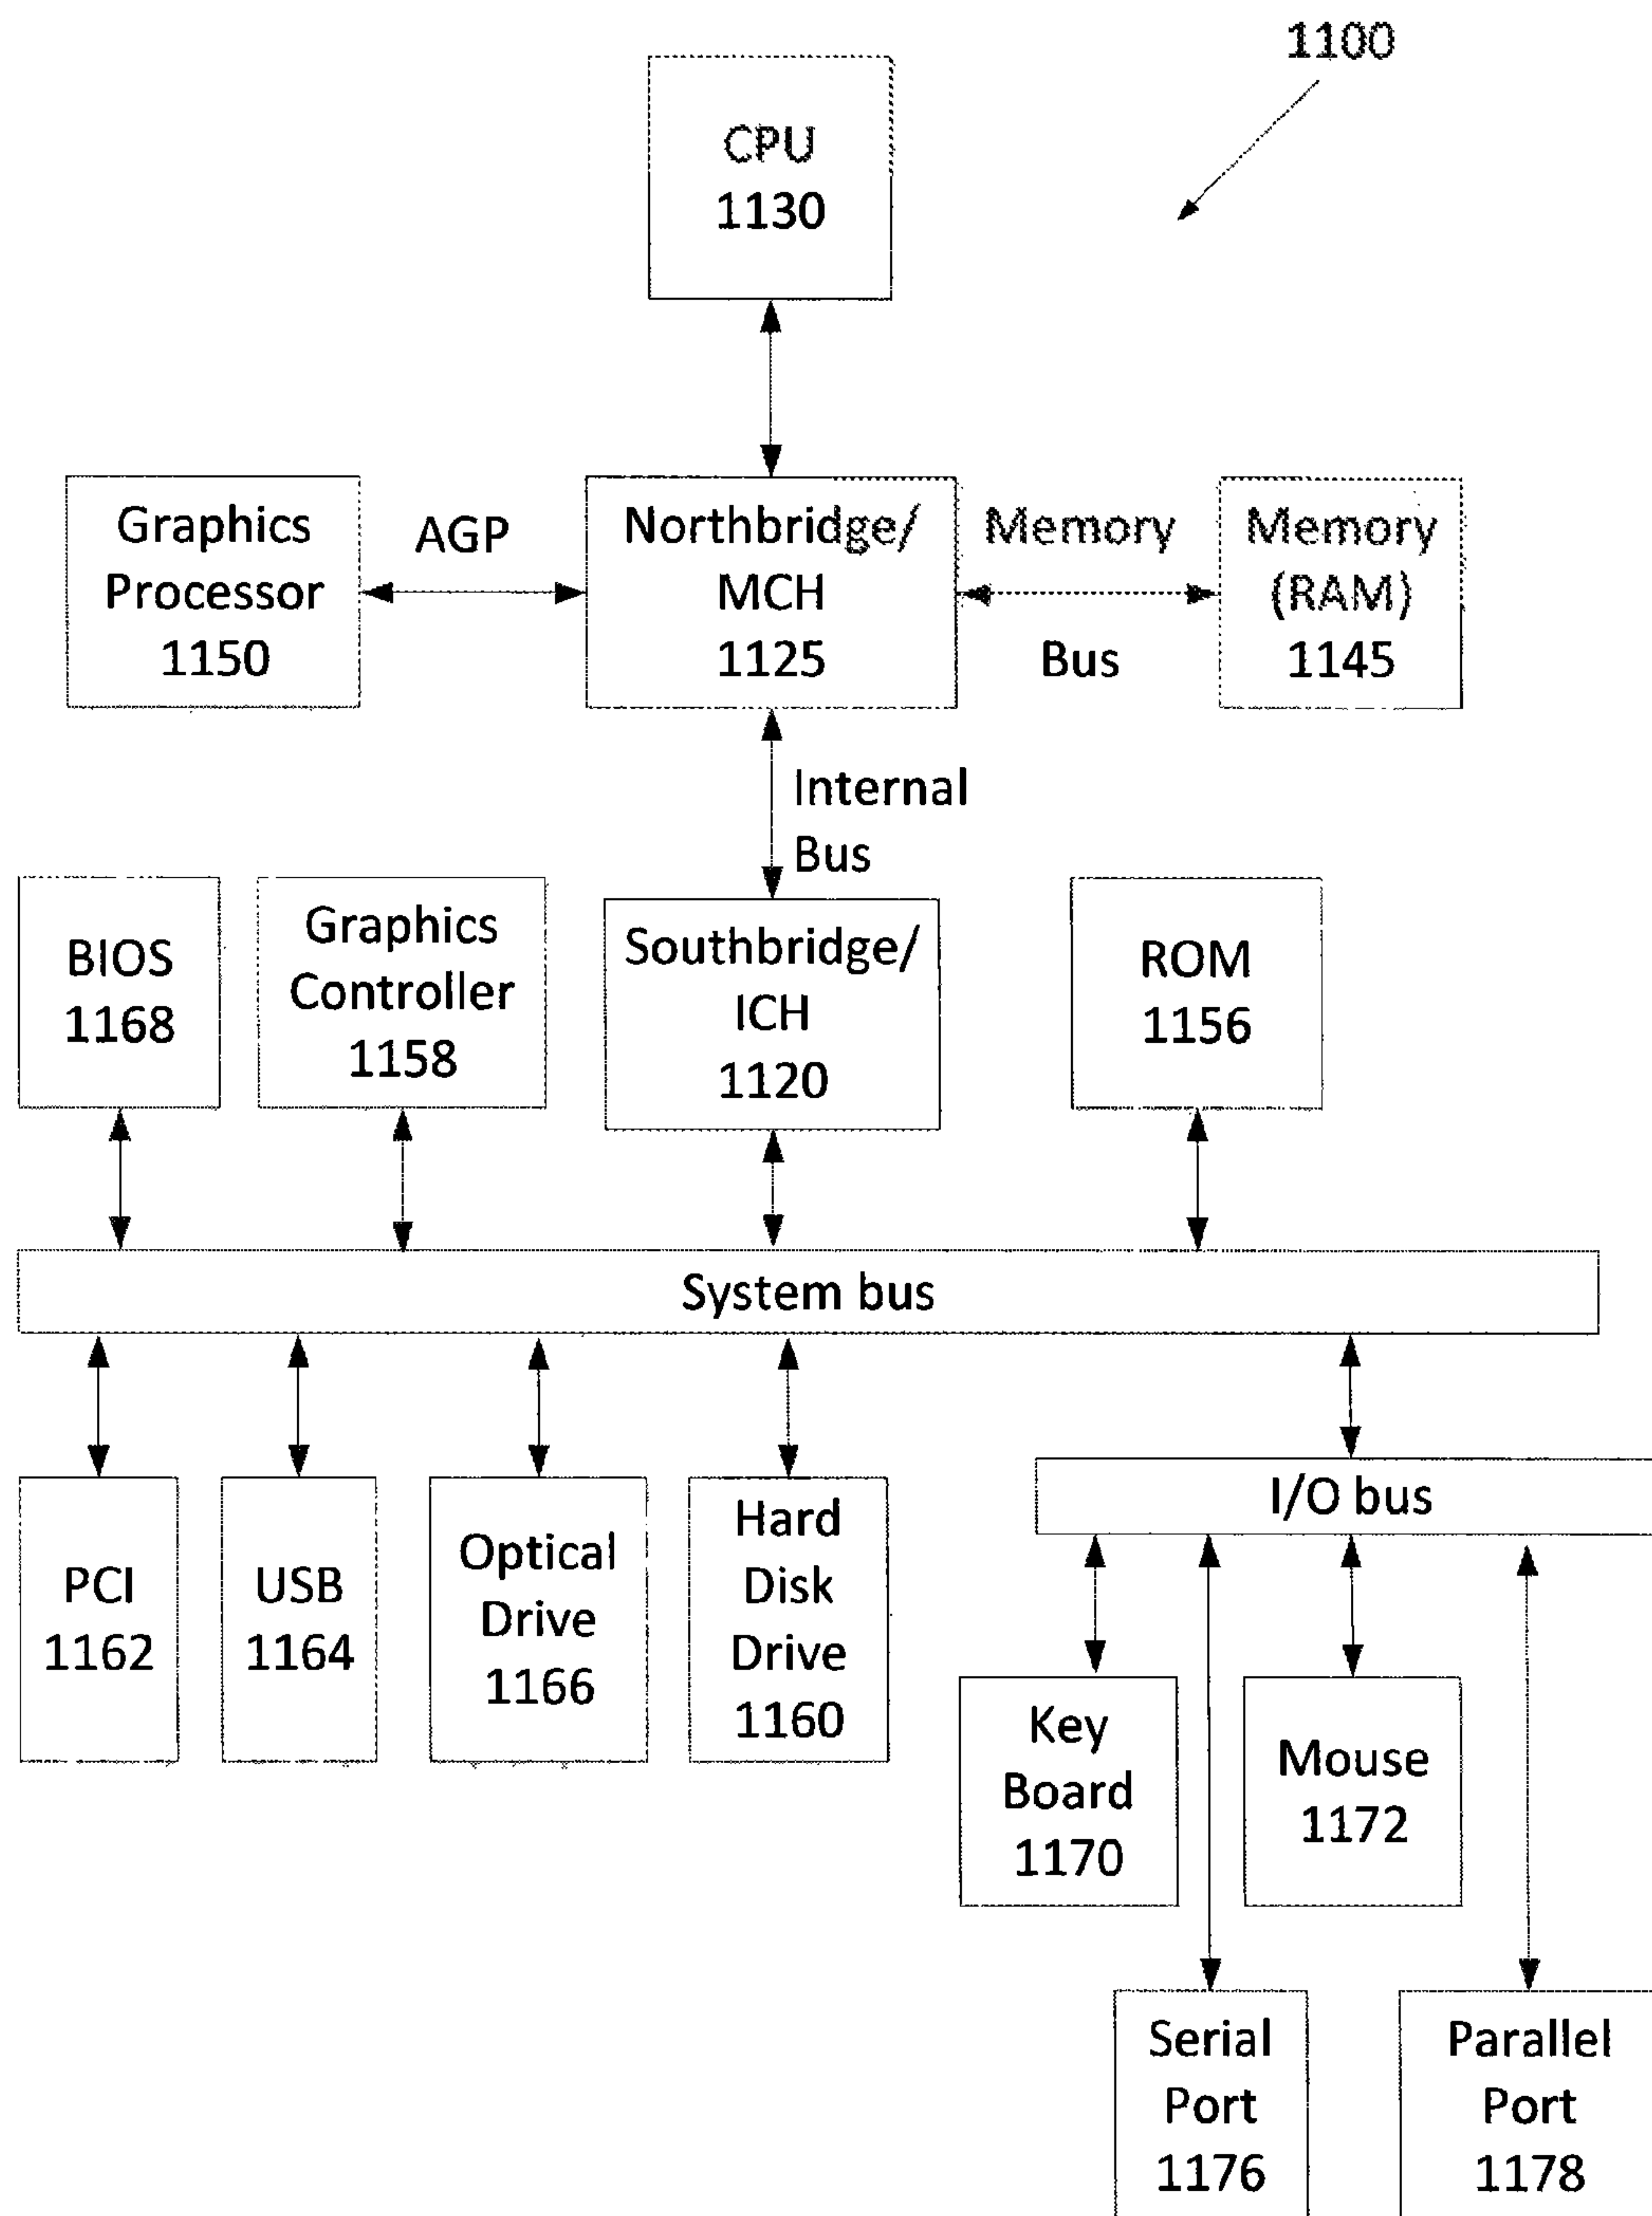 1100
CPU
1130
Graphics
Processor
1150
AGP
Northbridge/
MCH
1125
Memory
Bus
Memory
(RAM)
1145
Internal
Bus
BIOS
1168
Graphics
Controller
1158
Southbridge/
ICH
1120
ROM
1156
System bus
PCI
1162
USB
1164
Optical
Drive
1166
Hard
Disk
Drive
1160
I/O bus
Key
Board
1170
Mouse
1172
Serial
Port
1176
Parallel
Port
1178